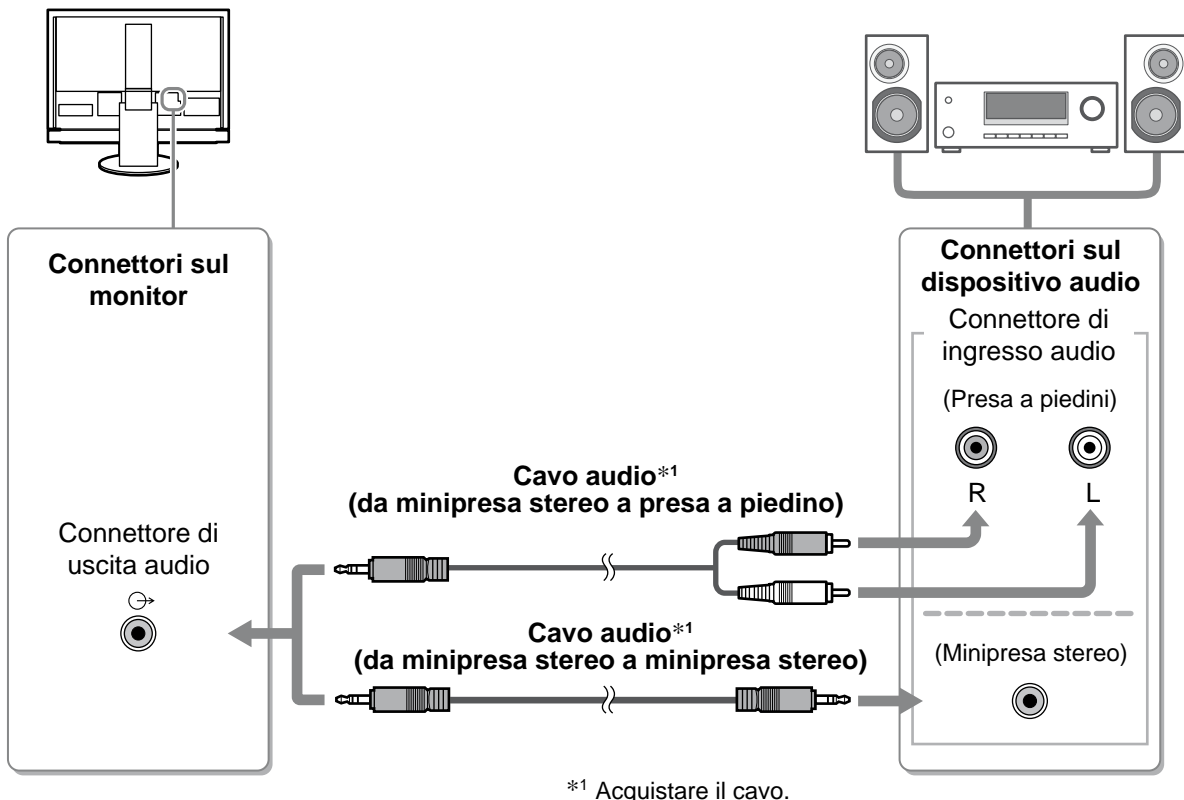 Connettori sul
monitor
Connettore di
uscita audio
Cavo audio*1
(da minipresa stereo a presa a piedino)
Cavo audio*1
(da minipresa stereo a minipresa stereo)
Connettori sul
dispositivo audio
Connettore di
ingresso audio
(Presa a piedini)
R L
(Minipresa stereo)
*1 Acquistare il cavo.